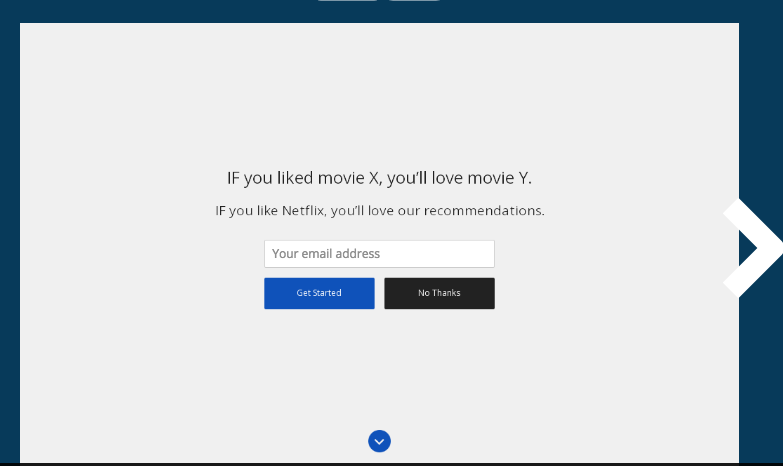 IF you liked movie X, you’ll love movie Y.
IF you like Netflix, you’ll love our recommendations.
Your email address
Get Started
No Thanks